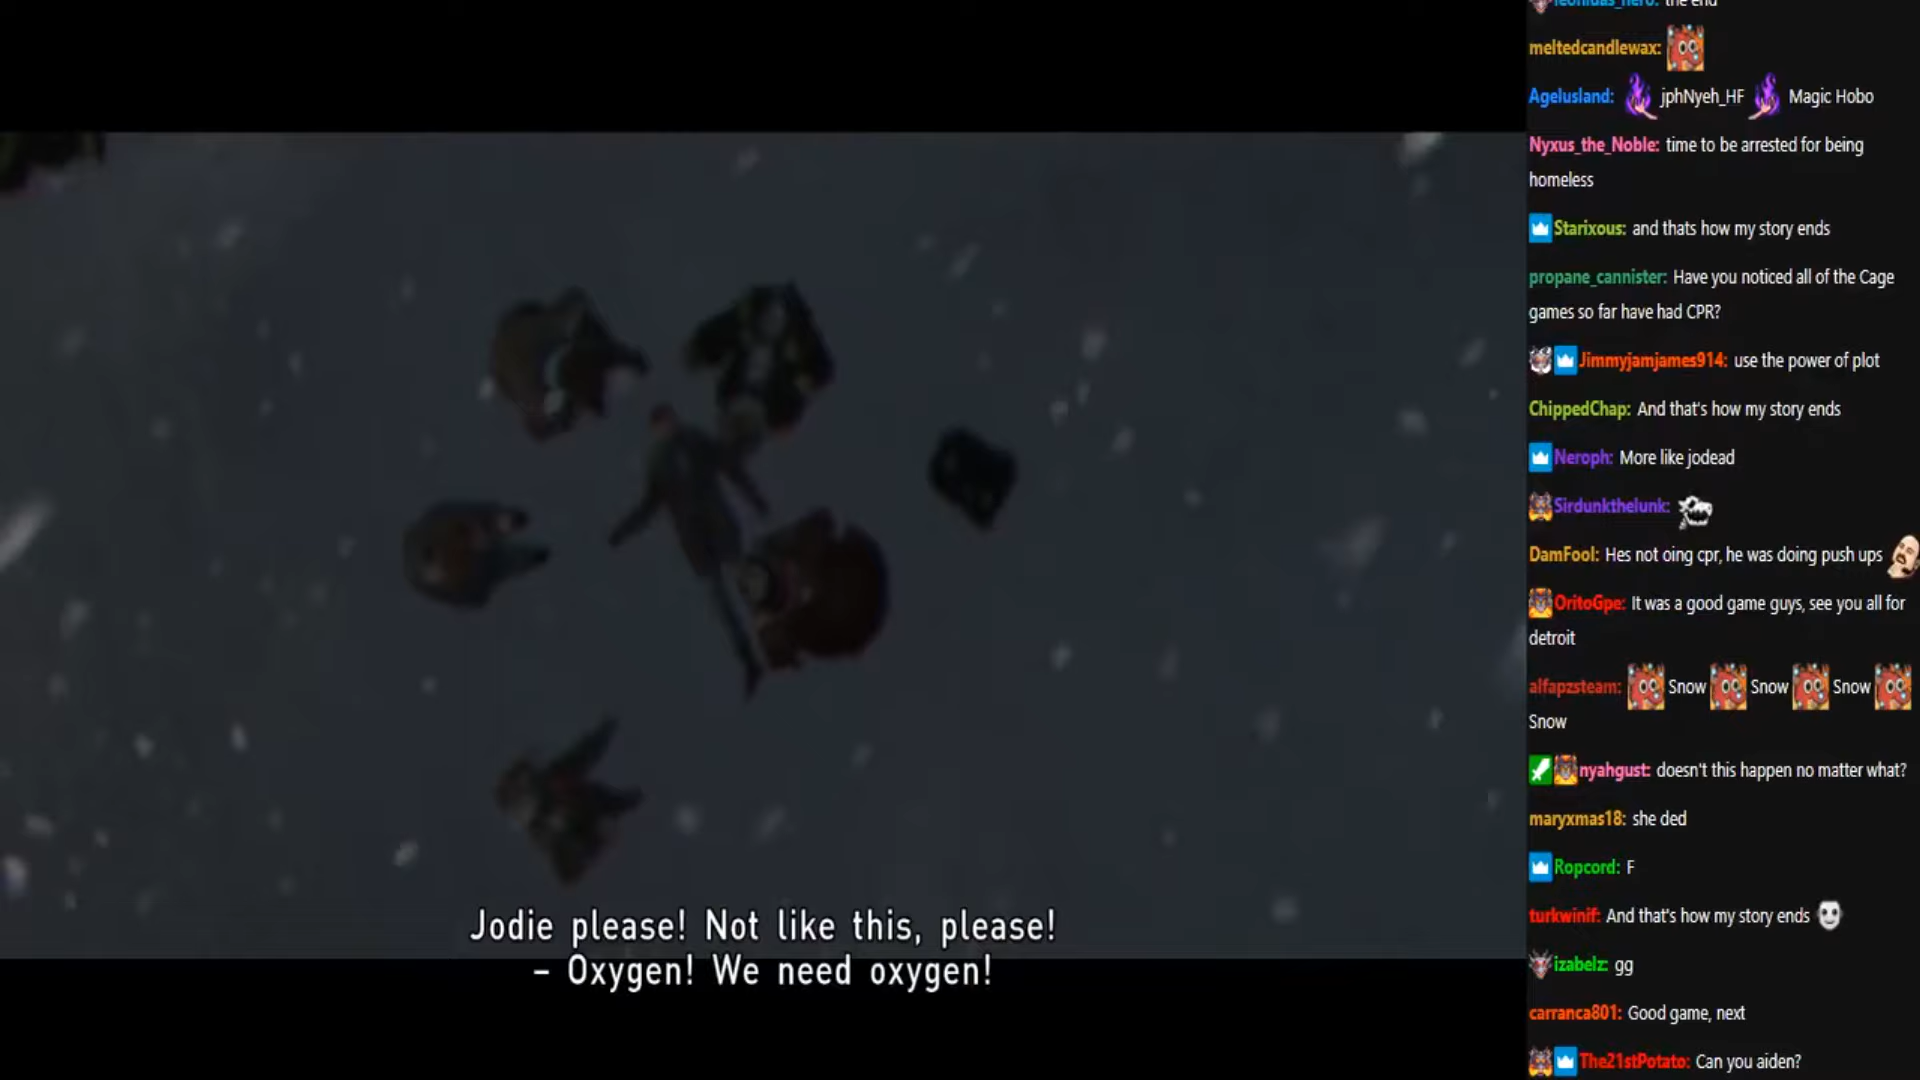 leonidas_hero: the end
meltedcandlewax:
Agelusland: jphNyeh_HF Magic Hobo
Nyxus_the_Noble: time to be arrested for being
homeless
Starixous: and thats how my story ends
propane_cannister: Have you noticed all of the Cage
games so far have had CPR?
Jimmyjamjames914: use the power of plot
ChippedChap: And that's how my story ends
Neroph: More like jodead
Sirdunkthelunk:
DamFool: Hes not oing cpr, he was doing push ups
OritoGpe: It was a good game guys, see you all for
detroit
alfapzsteam: Snow Snow Snow
Snow
nyahgust: doesn't this happen no matter what?
maryxmas18: she ded
Ropcord: F
turkwinif: And that's how my story ends
izabelz: gg
carranca801: Good game, next
The21stPotato: Can you aiden?
Jodie please! Not like this, please!
- Oxygen! We need oxygen!